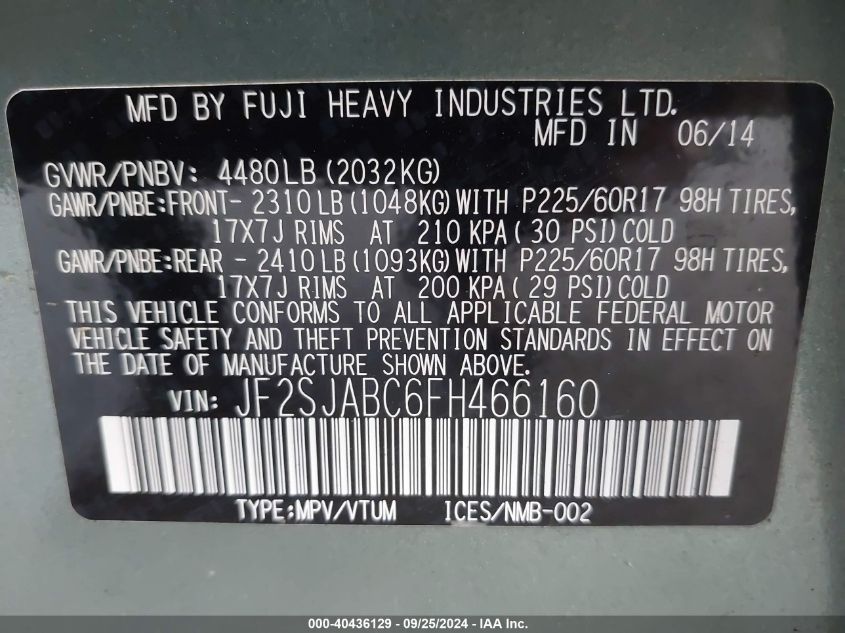 MFD BY FUJI HEAVY INDUSTRIES LTD.
MFD IN 06/14
GVWR/PNBV: 4480LB (2032KG)
GAWR/PNBE:FRONT- 2310 LB (1048KG) WITH P225/60R17 98H TIRES,
17X7J RIMS AT 210 KPA ( 30 PSI) COLD
GAWR/PNBE:REAR - 2410 LB (1093KG) WITH P225/60R17 98H TIRES,
17X7J RIMS AT 200 KPA ( 29 PSI) COLD
THIS VEHICLE CONFORMS TO ALL APPLICABLE FEDERAL MOTOR
VEHICLE SAFETY AND THEFT PREVENTION STANDARDS IN EFFECT ON
THE DATE OF MANUFACTURE SHOWN ABOVE.
VIN: JF2SJABC6FH466160
TYPE:MPV/VTUM ICES/NMB-002
000-40436129 - 09/25/2024 - IAA Inc.